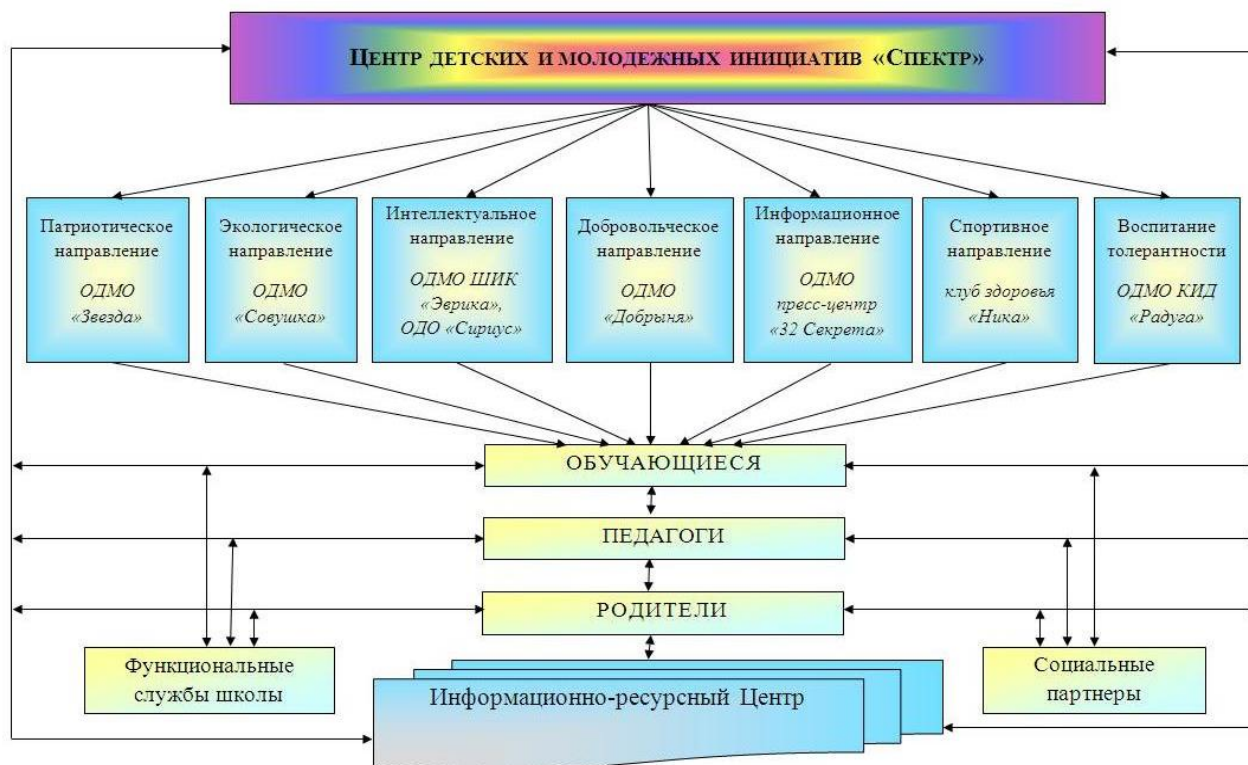 ЦЕНТР ДЕТСКИХ И МОЛОДЕЖНЫХ ИНИЦИАТИВ «СПЕКТР»
Патриотическое
направление
ОДМО
«Звезда»
Экологическое
направление
ОДМО
«Совушка»
Интеллектуальное
направление
ОДМО ШИК
«Эврика»,
ОДО «Сириус»
Добровольческое
направление
ОДМО
«Добрыня»
Информационное
направление
ОДМО
пресс-центр
«32 Секрета»
Спортивное
направление
клуб здоровья
«Ника»
Воспитание
толерантности
ОДМО КИД
«Радуга»
ОБУЧАЮЩИЕСЯ
ПЕДАГОГИ
РОДИТЕЛИ
Функциональные
службы школы
Социальные
партнеры
Информационно-ресурсный Центр